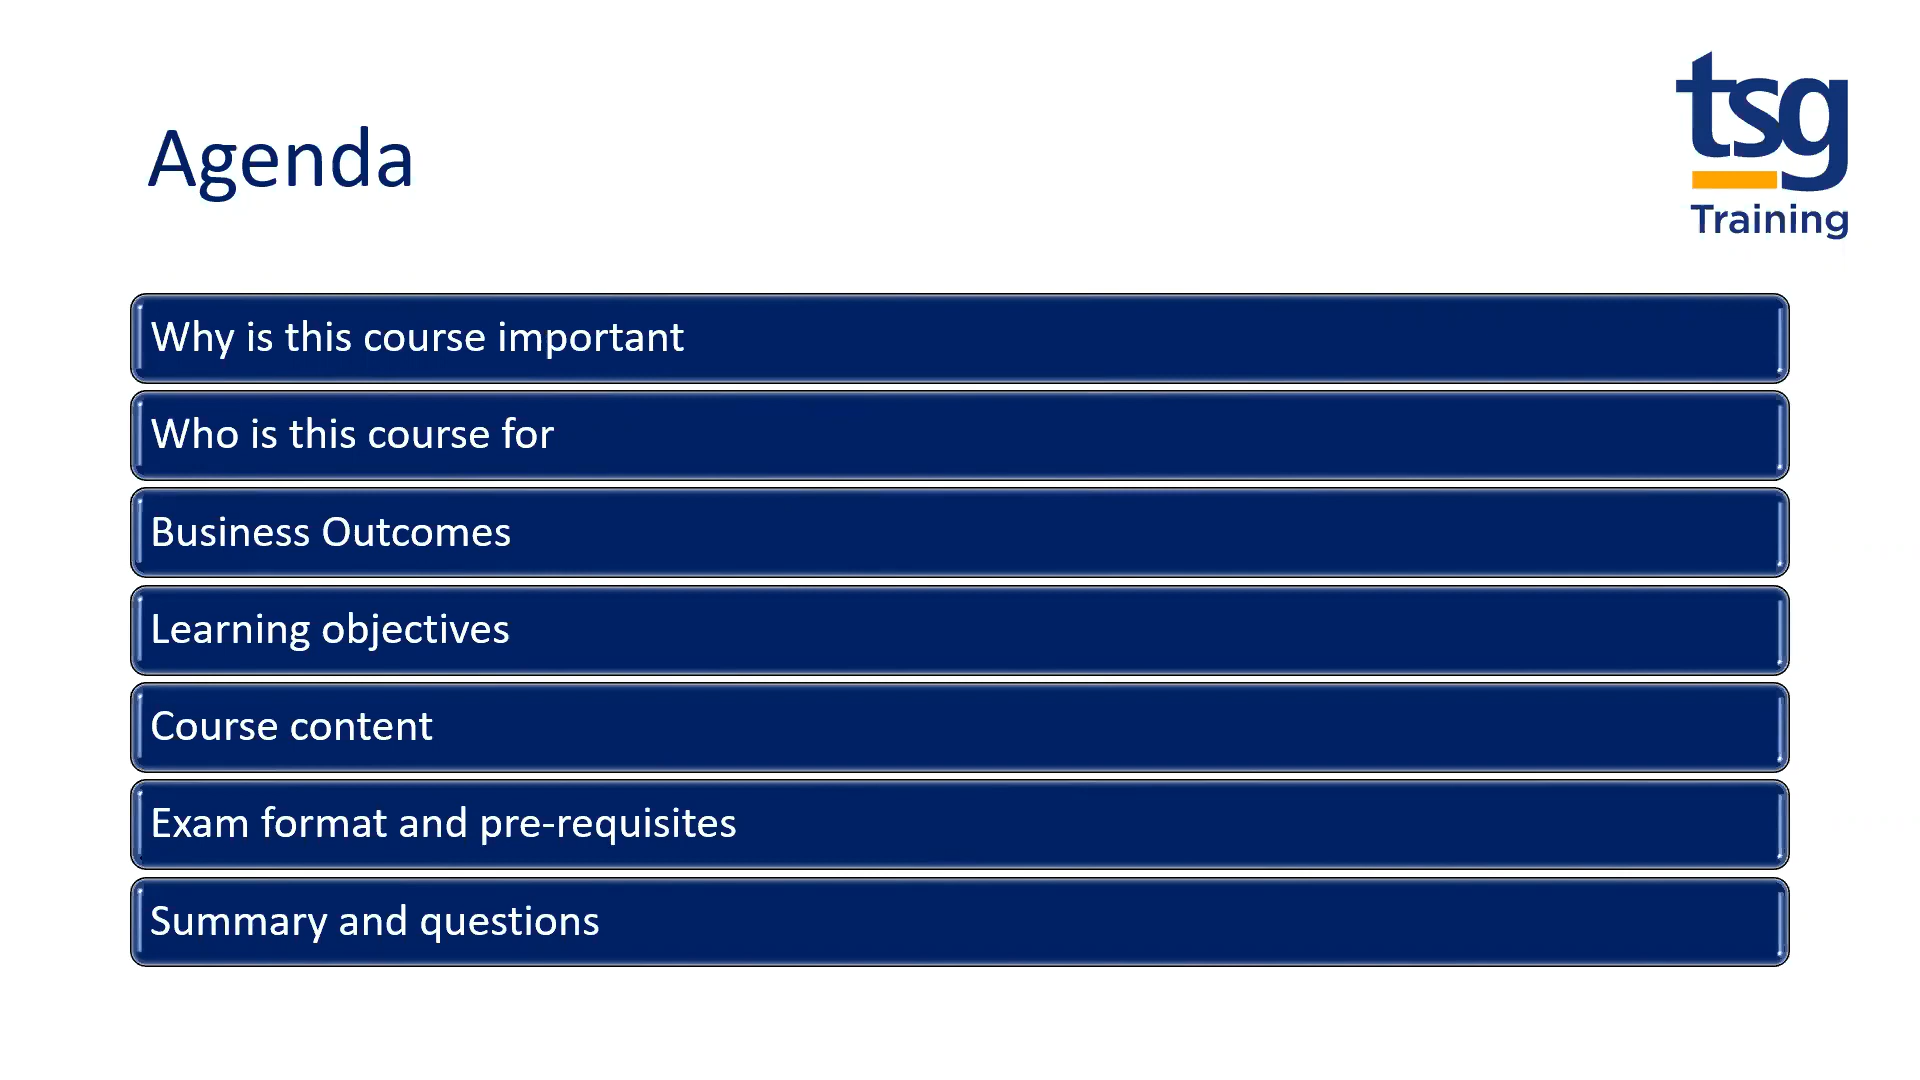 tsg
Training
Agenda
Why is this course important
Who is this course for
Business Outcomes
Learning objectives
Course content
Exam format and pre-requisites
Summary and questions